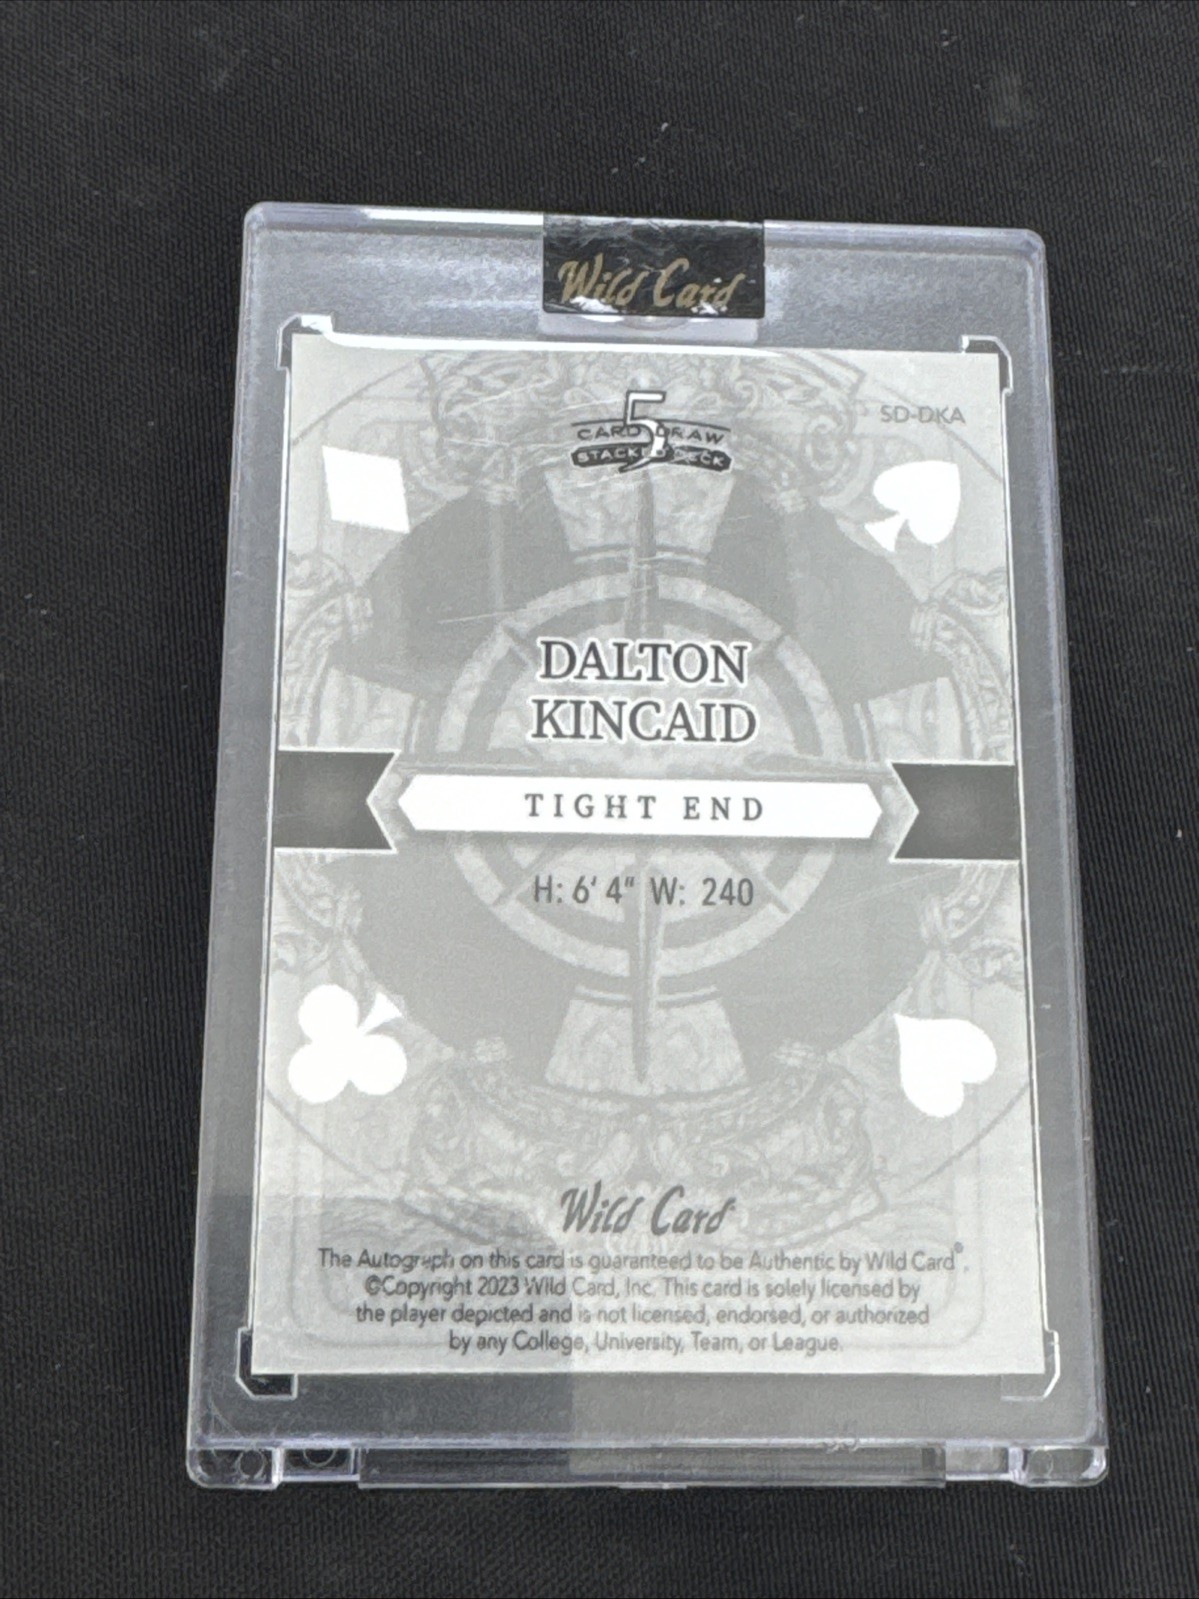 Wild Card
SD-DKA
5
CARD DRAW
STACKED DECK
DALTON
KINCAID
TIGHT END
H: 6' 4" W: 240
Wild Card
The Autograph on this card is guaranteed to be Authentic by Wild Card®.
©Copyright 2023 Wild Card, Inc. This card is solely licensed by
the player depicted and is not licensed, endorsed, or authorized
by any College, University, Team, or League.